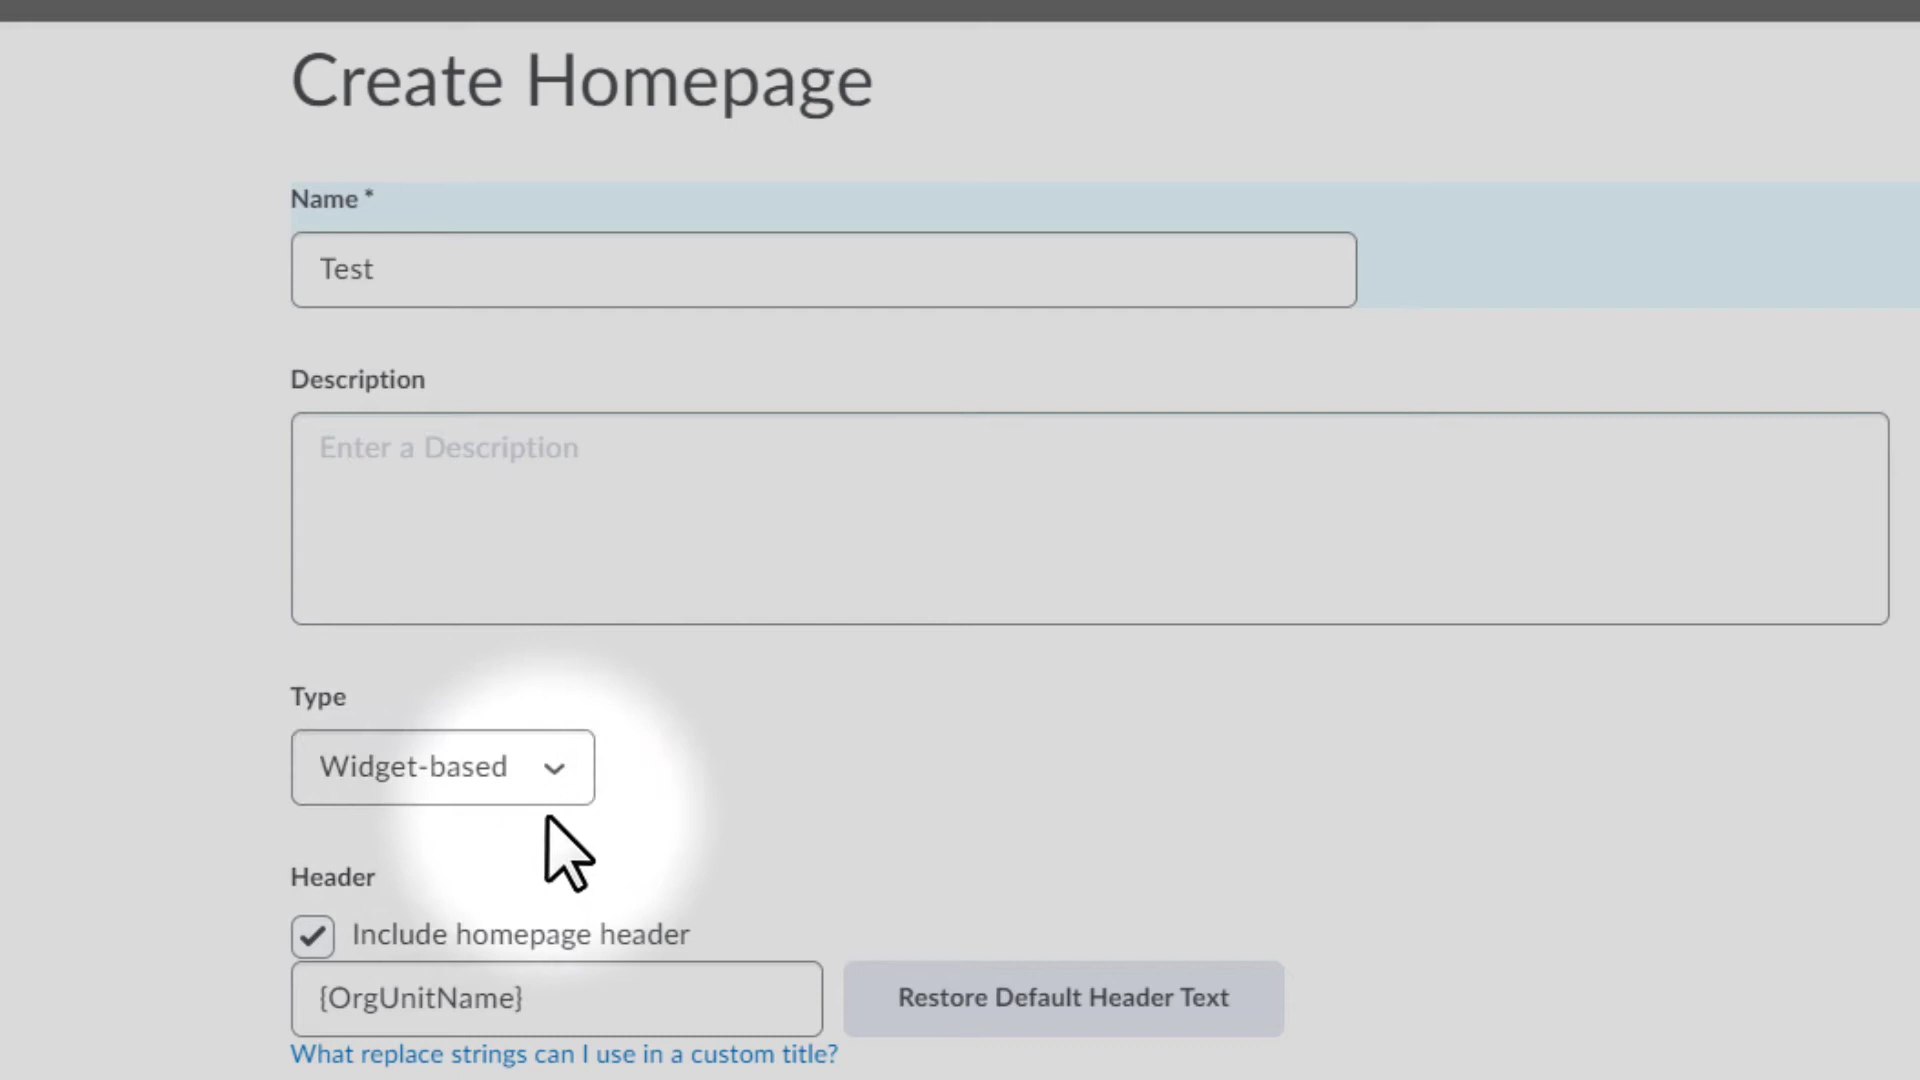 Create Homepage
Name *
Test
Description
Enter a Description
Type
Widget-based
Header
Include homepage header
{OrgUnitName}
Restore Default Header Text
What replace strings can I use in a custom title?